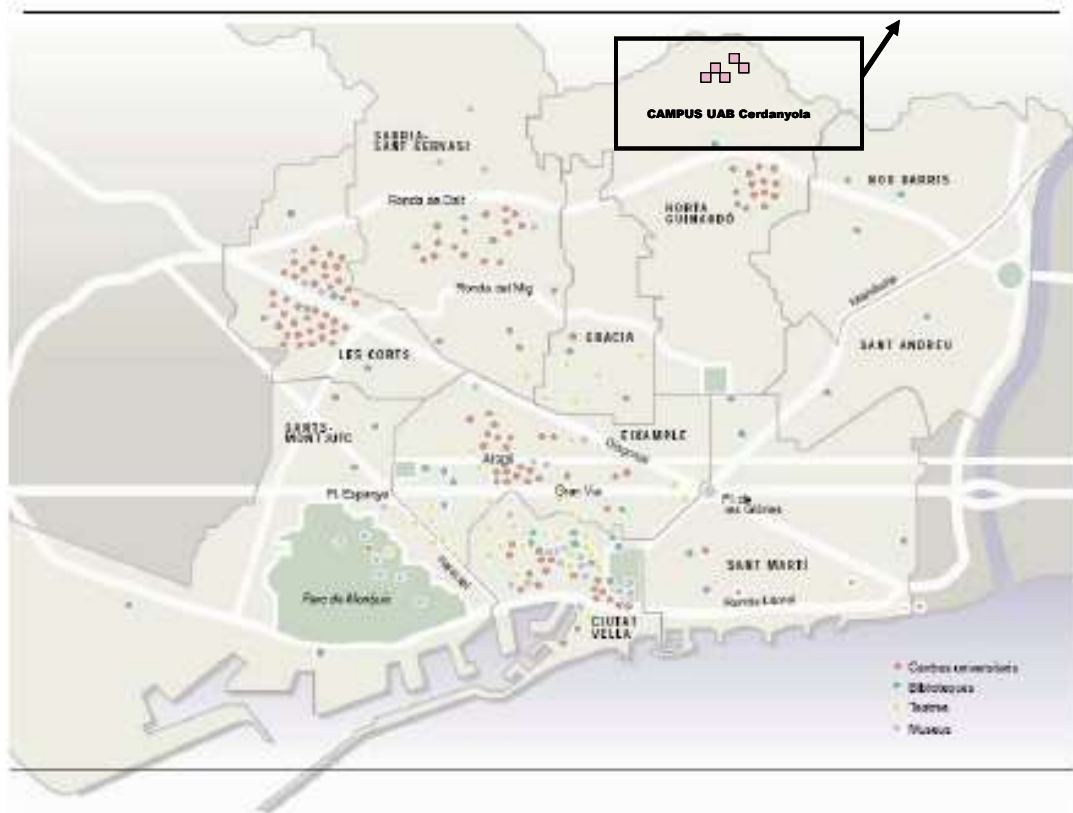 CAMPUS UAB Cerdanyola
SARRIÀ-
SANT GERVASI
NOU BARRIS
Ronda de Dalt
HORTA
GUINARDÓ
Ronda del Mig
Meridiana
GRÀCIA
SANT ANDREU
LES CORTS
SANTS-
MONTJUÏC
EIXAMPLE
Diagonal
Aragó
Pl. Espanya
Gran Via
Pl. de
les Glòries
Paral·lel
SANT MARTÍ
Parc de Montjuïc
Ronda Litoral
CIUTAT
VELLA
Centres universitaris
Biblioteques
Teatres
Museus